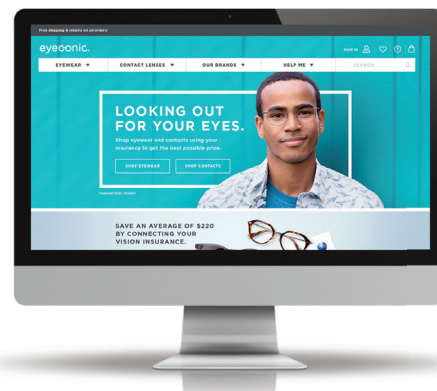 Free shipping & returns on all orders!
eyeconic.
SIGN IN
EYEWEAR CONTACT LENSES OUR BRANDS HELP ME SEARCH
LOOKING OUT
FOR YOUR EYES.
Shop eyewear and contacts using your
insurance to get the best possible price.
SHOP EYEWEAR SHOP CONTACTS
SAVE AN AVERAGE OF $220
BY CONNECTING YOUR
VISION INSURANCE.